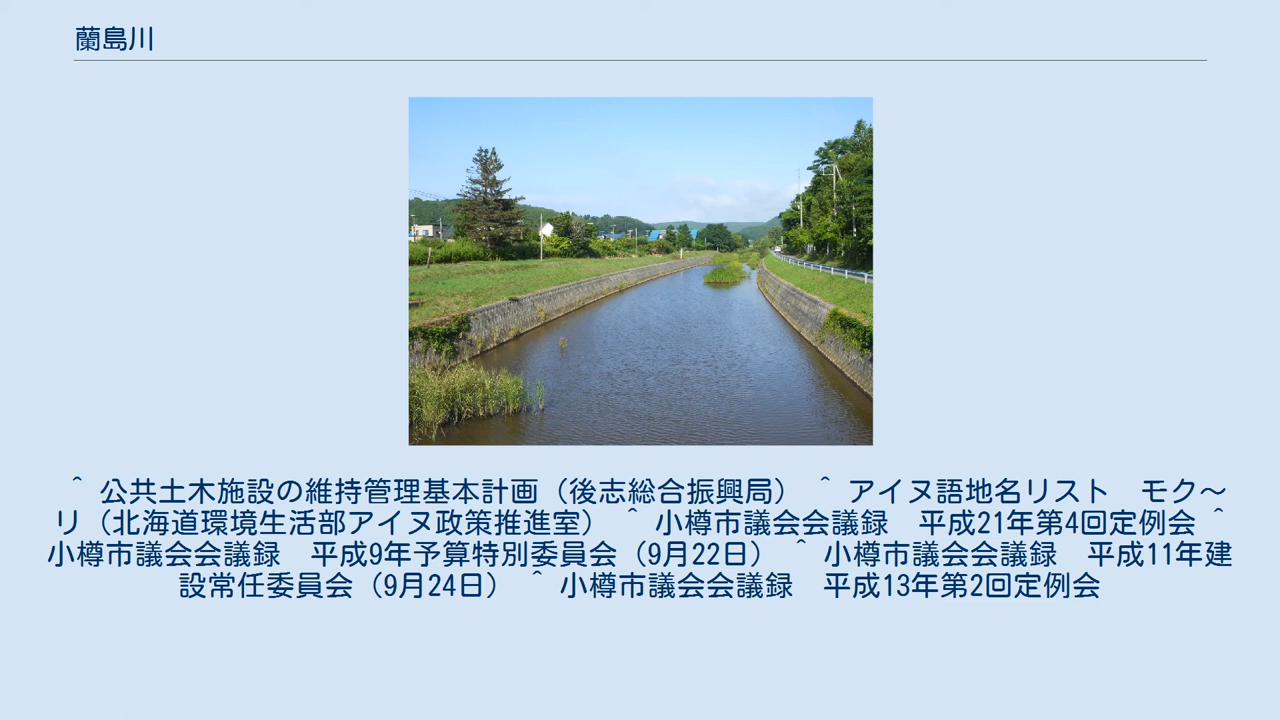 蘭島川
^ 公共土木施設の維持管理基本計画（後志総合振興局） ^ アイヌ語地名リスト　モク～
リ（北海道環境生活部アイヌ政策推進室） ^ 小樽市議会会議録　平成21年第4回定例会 ^
小樽市議会会議録　平成9年予算特別委員会（9月22日） ^ 小樽市議会会議録　平成11年建
設常任委員会（9月24日） ^ 小樽市議会会議録　平成13年第2回定例会